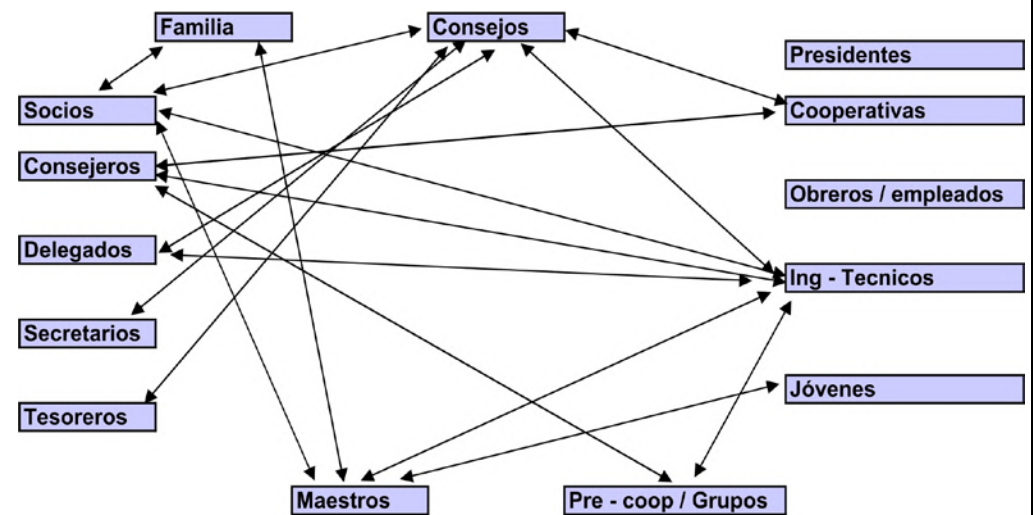 Familia
Consejos
Presidentes
Socios
Cooperativas
Consejeros
Obreros / empleados
Delegados
Ing - Tecnicos
Secretarios
Jóvenes
Tesoreros
Maestros
Pre - coop / Grupos